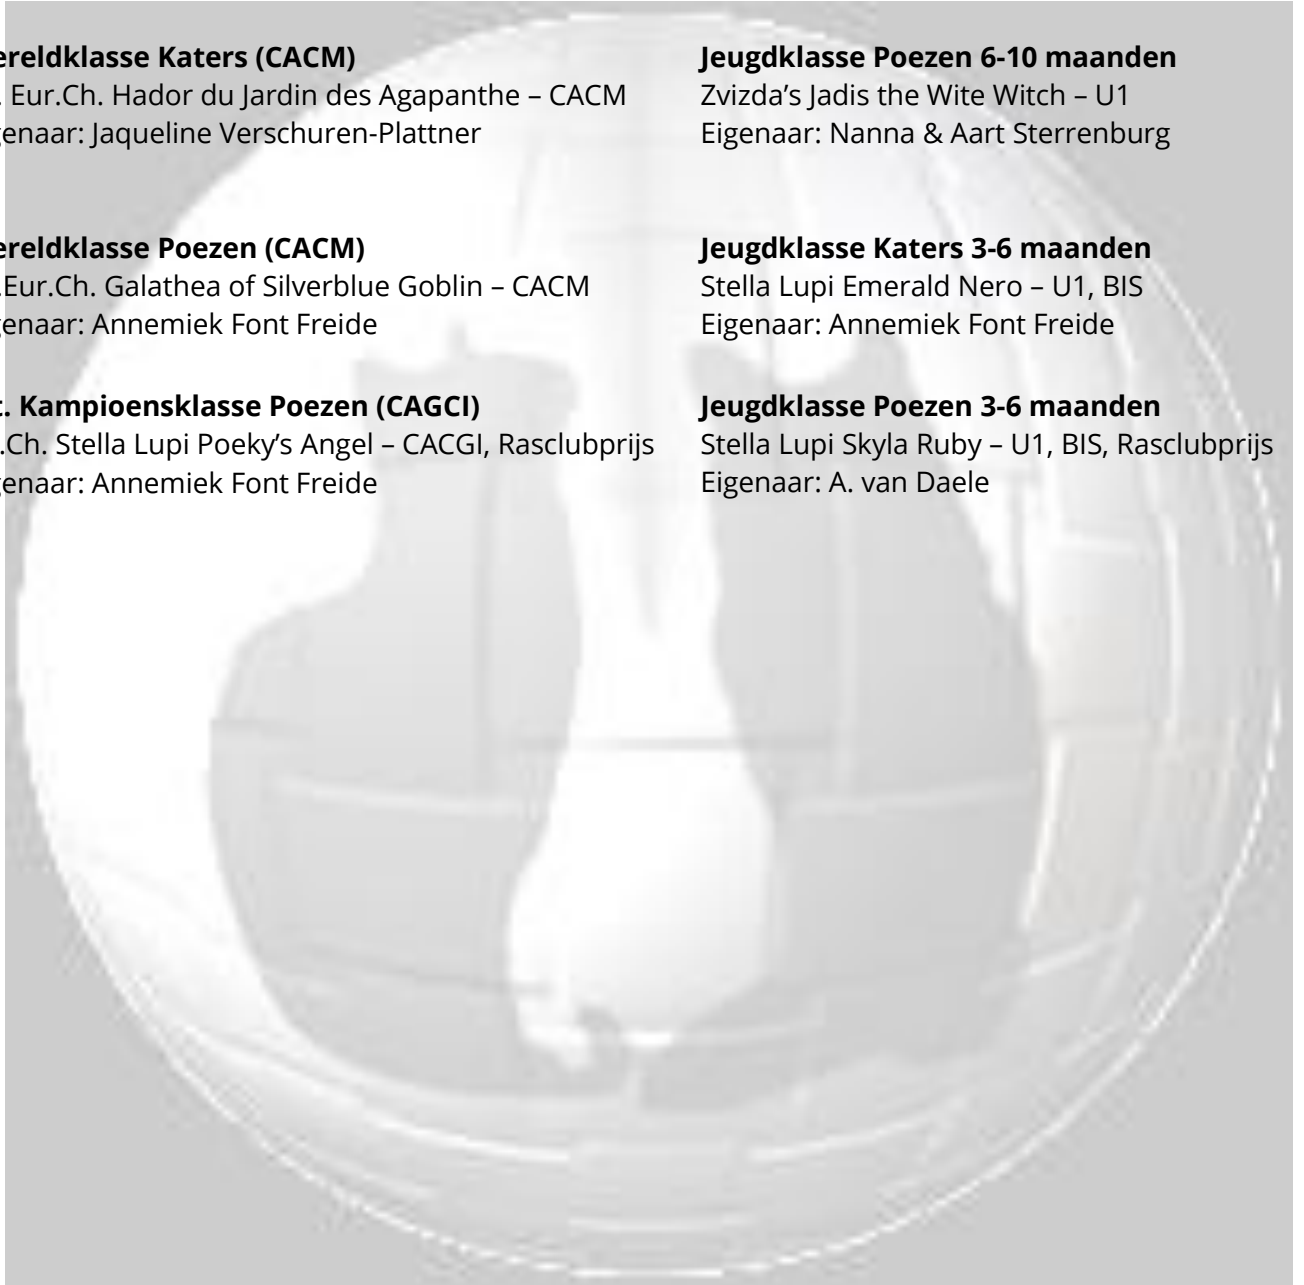 ereldklasse Katers (CACM)
. Eur.Ch. Hador du Jardin des Agapanthe – CACM
enaar: Jaqueline Verschuren-Plattner
ereldklasse Poezen (CACM)
.Eur.Ch. Galathea of Silverblue Goblin – CACM
enaar: Annemiek Font Freide
t. Kampioensklasse Poezen (CAGCI)
.Ch. Stella Lupi Poeky’s Angel – CACGI, Rasclubprijs
enaar: Annemiek Font Freide
Jeugdklasse Poezen 6-10 maanden
Zvizda’s Jadis the Wite Witch – U1
Eigenaar: Nanna & Aart Sterrenburg
Jeugdklasse Katers 3-6 maanden
Stella Lupi Emerald Nero – U1, BIS
Eigenaar: Annemiek Font Freide
Jeugdklasse Poezen 3-6 maanden
Stella Lupi Skyla Ruby – U1, BIS, Rasclubprijs
Eigenaar: A. van Daele